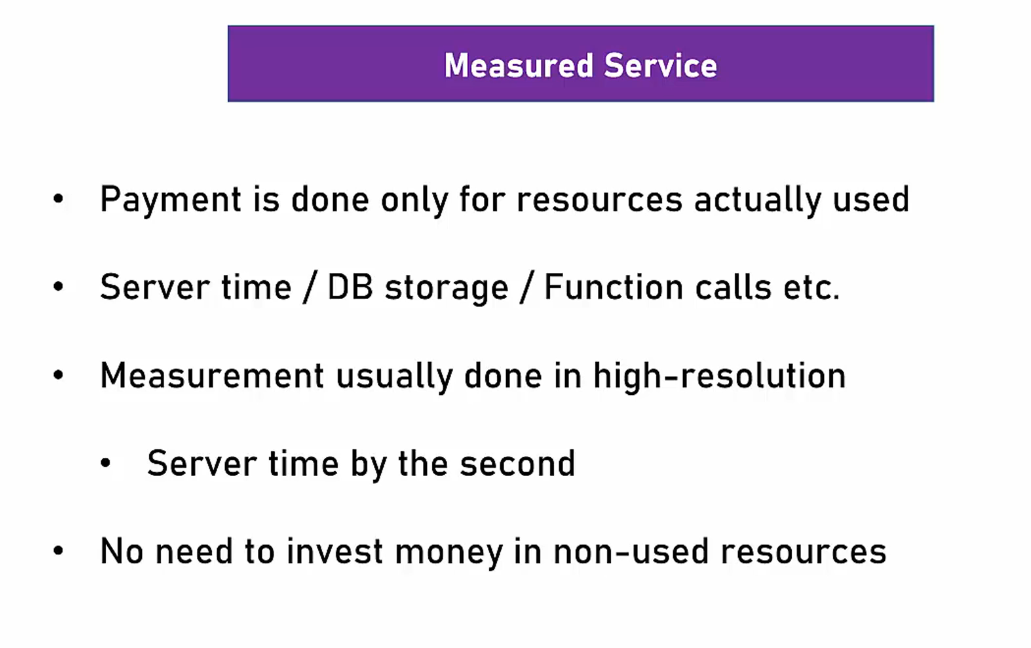 Measured Service
• Payment is done only for resources actually used
• Server time / DB storage / Function calls etc.
• Measurement usually done in high-resolution
• Server time by the second
• No need to invest money in non-used resources